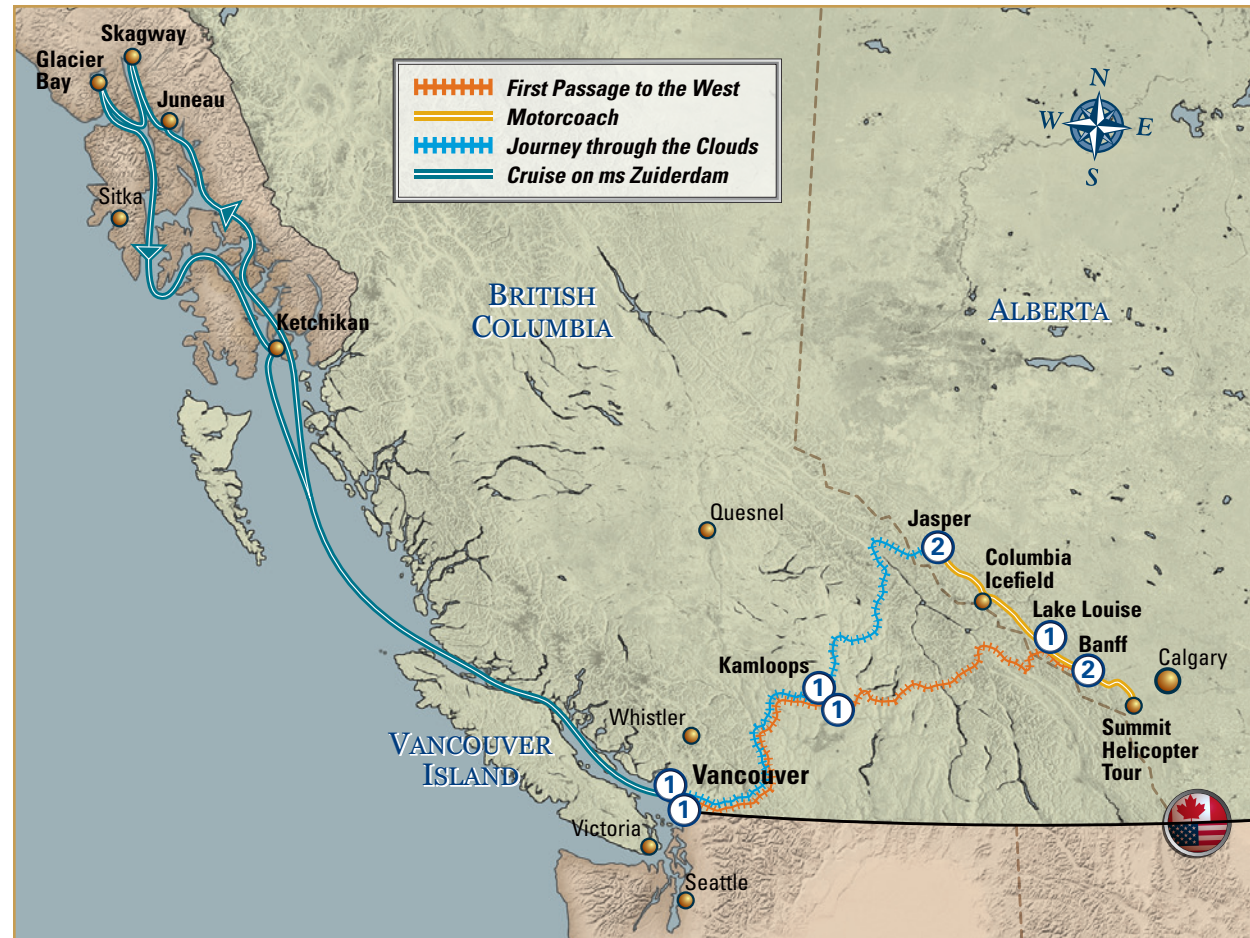 Skagway
Glacier
Bay
Juneau
Sitka
Ketchikan
First Passage to the West
Motorcoach
Journey through the Clouds
Cruise on ms Zuiderdam
N
W
E
S
BRITISH
COLUMBIA
ALBERTA
Quesnel
Jasper
2
Columbia
Icefield
Lake Louise
1
Banff
2
Calgary
Kamloops
1
1
Summit
Helicopter
Tour
Whistler
VANCOUVER
ISLAND
Vancouver
1
1
Victoria
Seattle